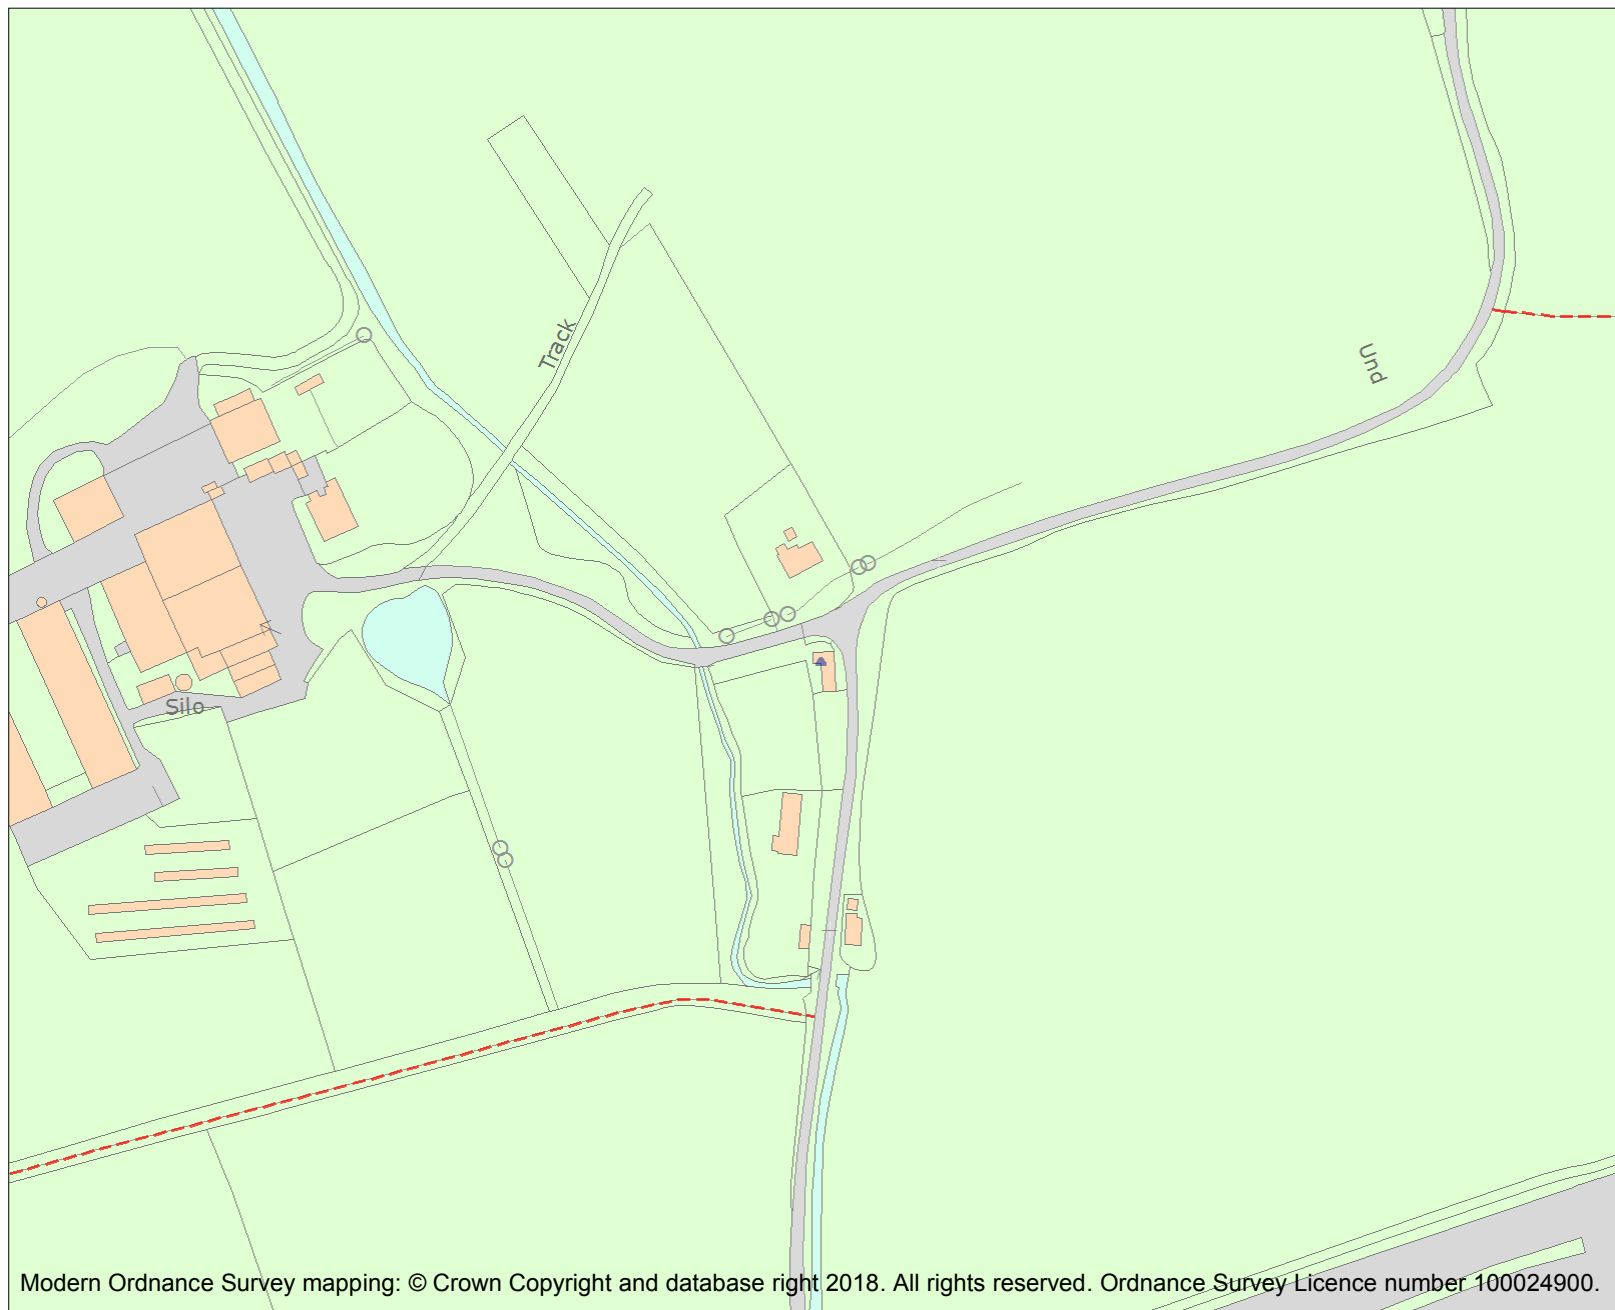 Track
Und
Silo
Modern Ordnance Survey mapping: © Crown Copyright and database right 2018. All rights reserved. Ordnance Survey Licence number 100024900.